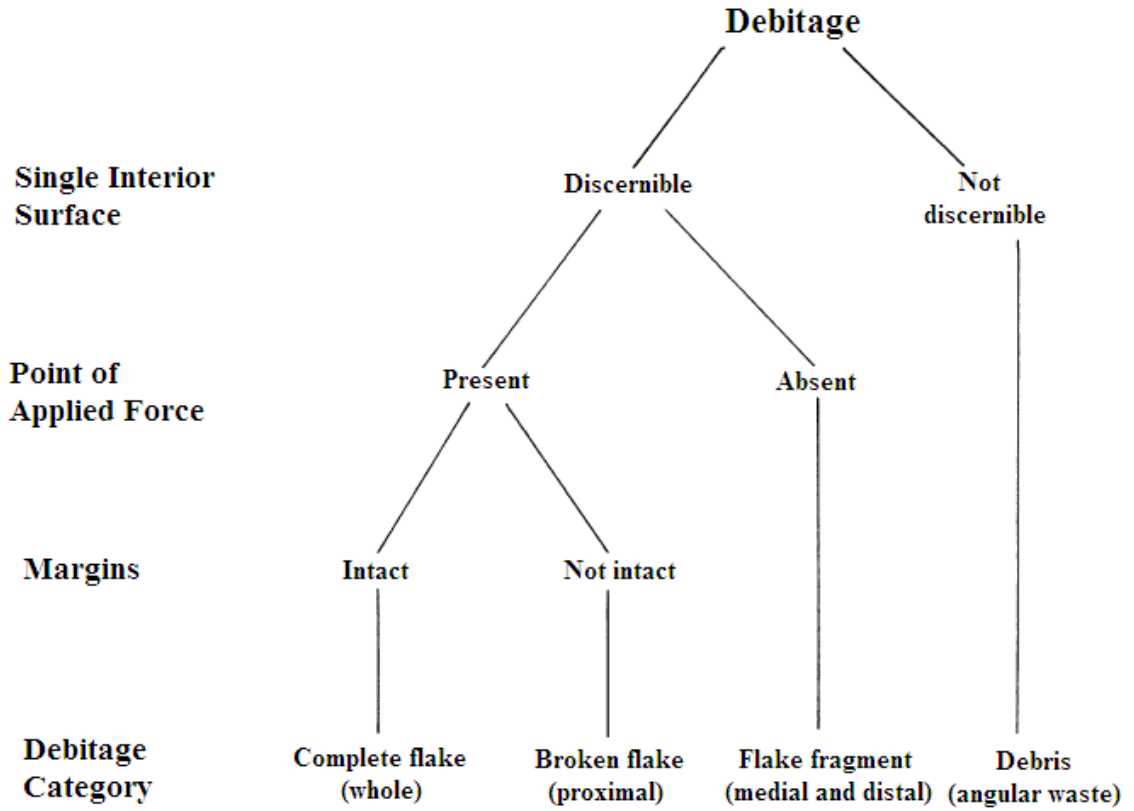 Debitage
Single Interior
Surface
Discernible
Not
discernible
Point of
Applied Force
Present
Absent
Margins
Intact
Not intact
Debitage
Category
Complete flake
(whole)
Broken flake
(proximal)
Flake fragment
(medial and distal)
Debris
(angular waste)